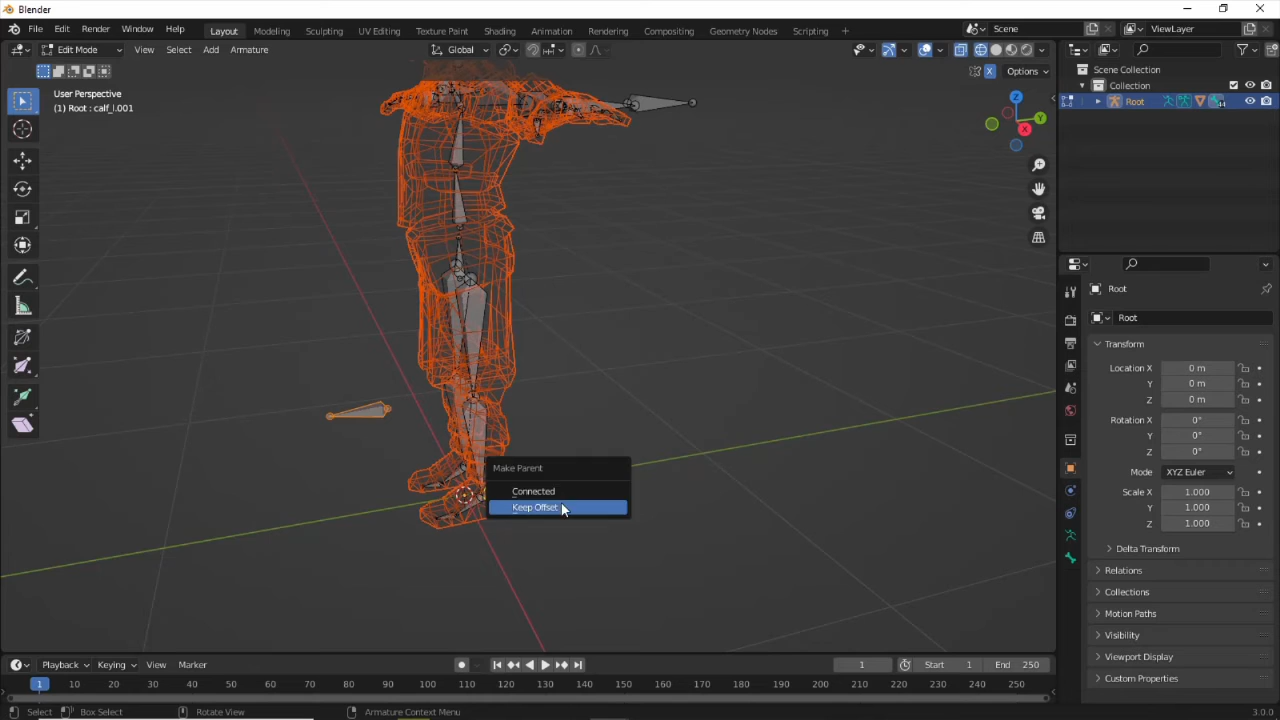 Blender
File Edit Render Window Help Layout Modeling Sculpting UV Editing Texture Paint Shading Animation Rendering Compositing Geometry Nodes Scripting + Scene ViewLayer
Edit Mode View Select Add Armature Global
X Options
User Perspective
(1) Root : calf_l.001
Scene Collection
Collection
Root 44
Z
Y
X
Root
Root
Transform
Location X 0 m
Y 0 m
Z 0 m
Rotation X 0°
Y 0°
Z 0°
Mode XYZ Euler
Scale X 1.000
Y 1.000
Z 1.000
Delta Transform
Relations
Collections
Motion Paths
Visibility
Viewport Display
Custom Properties
Make Parent
Connected
Keep Offset
Playback Keying View Marker 1 Start 1 End 250
1 10 20 30 40 50 60 70 80 90 100 110 120 130 140 150 160 170 180 190 200 210 220 230 240 250
Select Box Select Rotate View Armature Context Menu 3.0.0